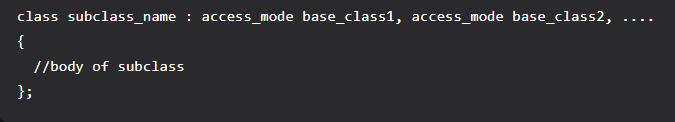 class subclass_name : access_mode base_class1, access_mode base_class2, ....
{
  //body of subclass
};